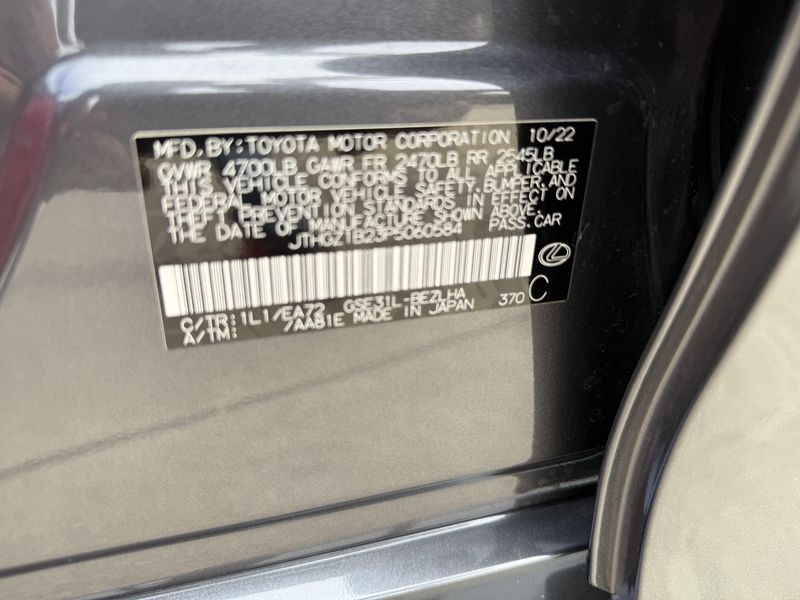 MFD.BY:TOYOTA MOTOR CORPORATION 10/22
GVWR 4700LB GAWR FR 2470LB RR 2545LB
THIS VEHICLE CONFORMS TO ALL APPLICABLE
FEDERAL MOTOR VEHICLE SAFETY,BUMPER,AND
THEFT PREVENTION STANDARDS IN EFFECT ON
THE DATE OF MANUFACTURE SHOWN ABOVE.
PASS.CAR
C/TR:1L1/EA72 GSE31L-BEZLHA 370 C
A/TM: /AAB1E MADE IN JAPAN